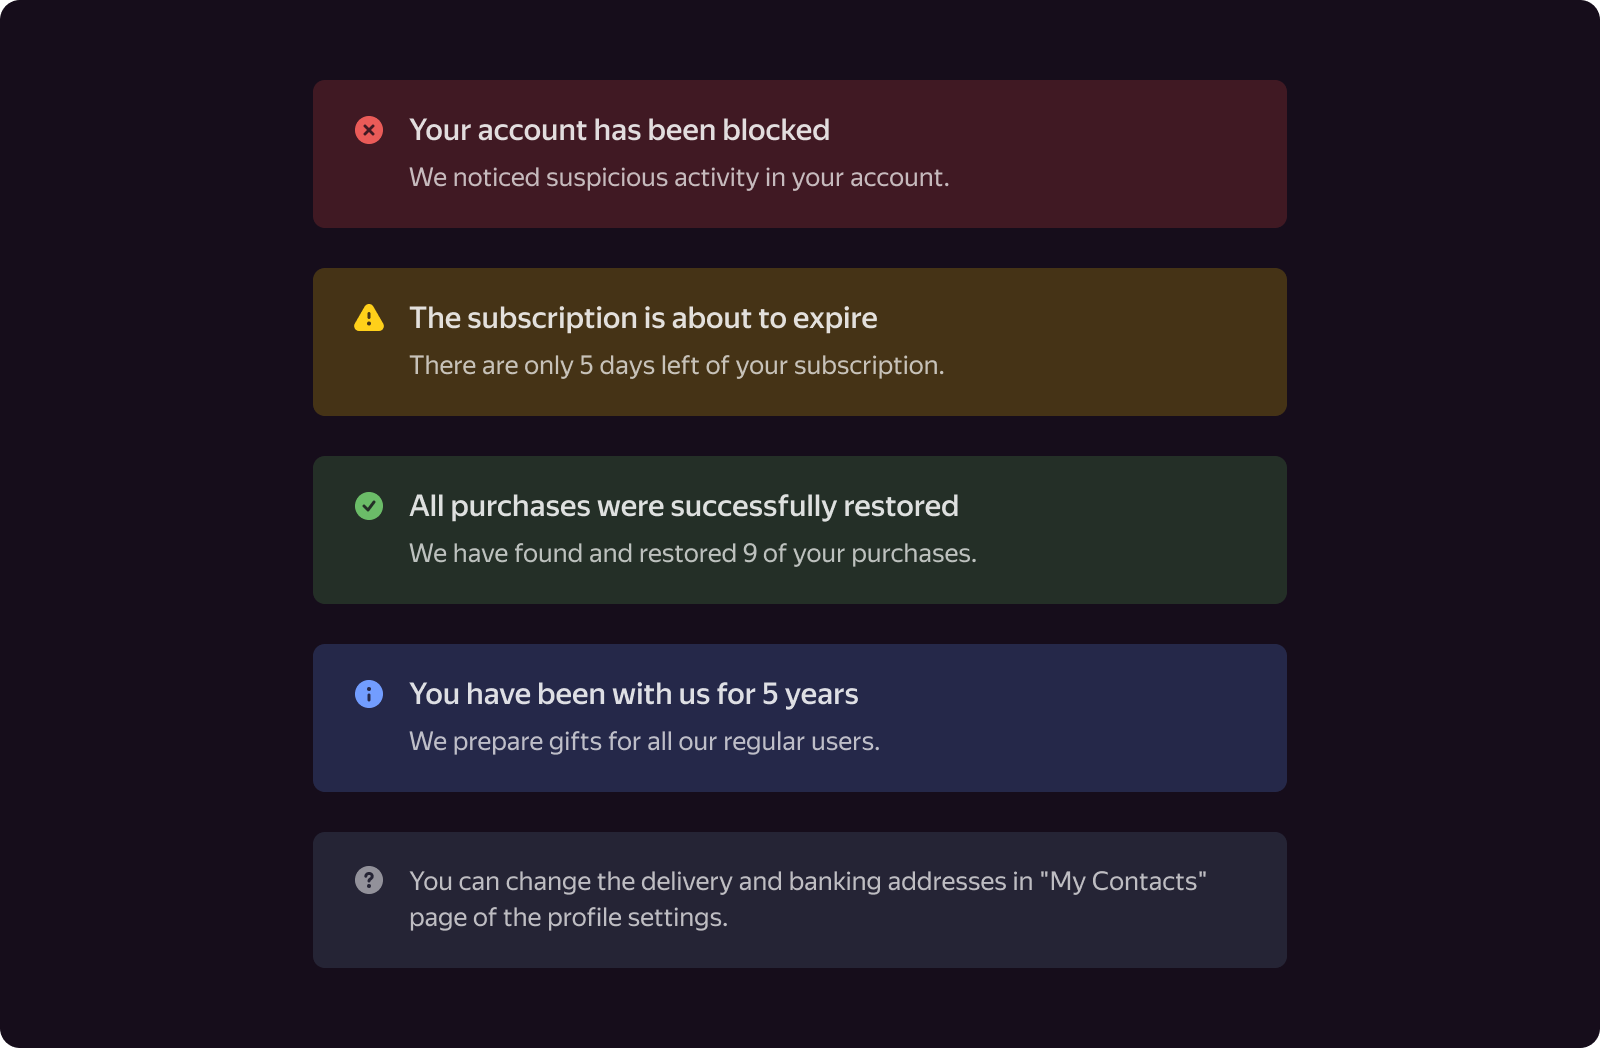 Your account has been blocked
We noticed suspicious activity in your account.
The subscription is about to expire
There are only 5 days left of your subscription.
All purchases were successfully restored
We have found and restored 9 of your purchases.
You have been with us for 5 years
We prepare gifts for all our regular users.
You can change the delivery and banking addresses in "My Contacts"
page of the profile settings.